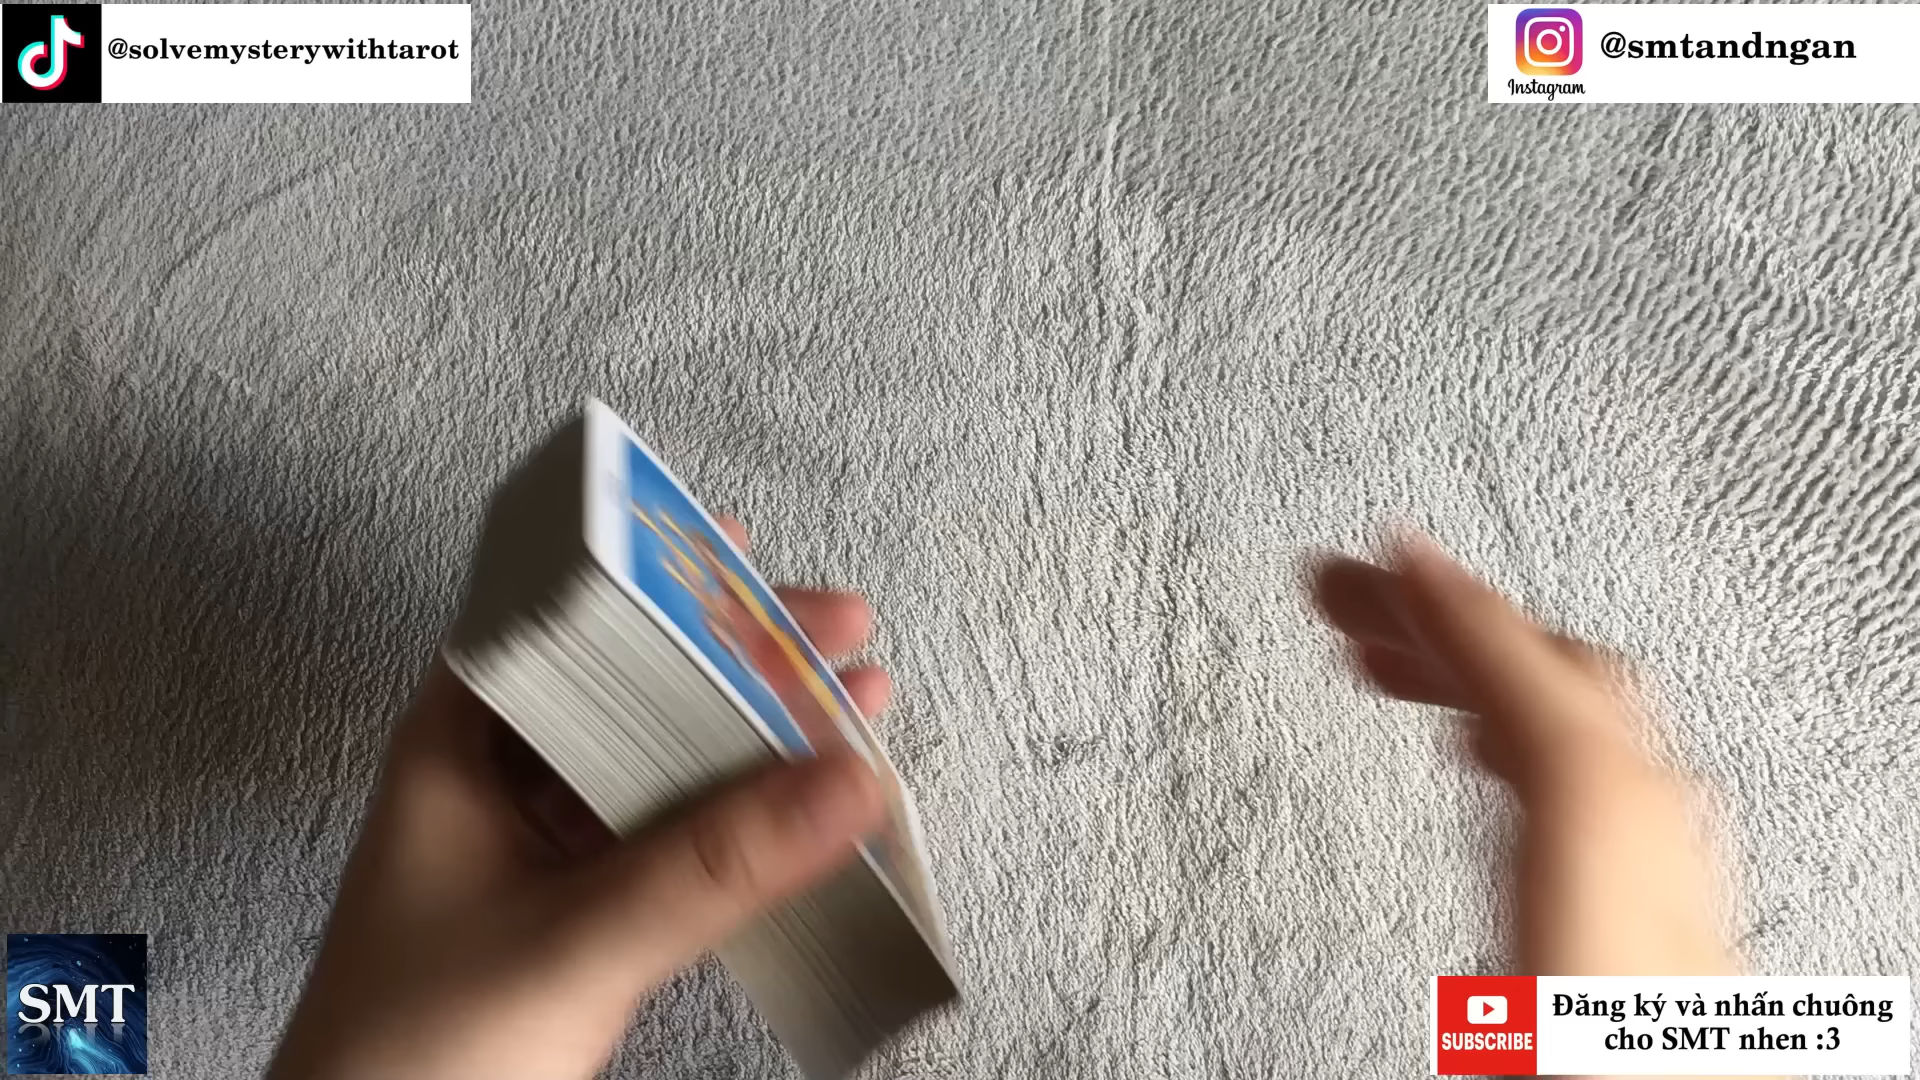 @solvemysterywithtarot
@smtandngan
Instagram
SMT
SUBSCRIBE
Đăng ký và nhấn chuông
cho SMT nhen :3